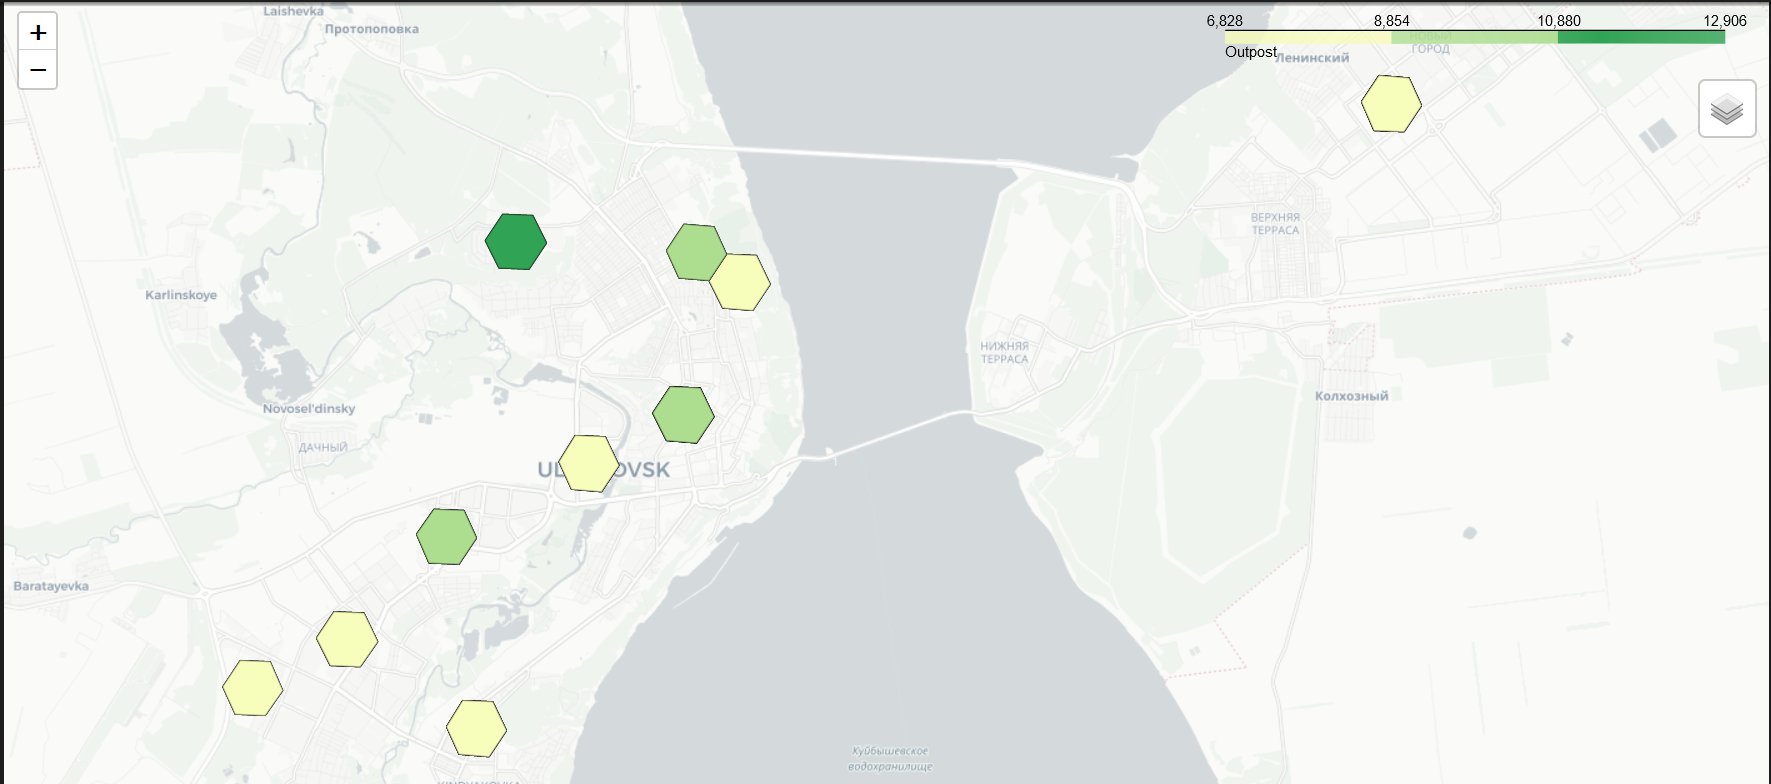 Laishevka
Протопоповка
+
−
6,828 8,854 10,880 12,906
Outpost
Ленинский
НОВЫЙ
ГОРОД
ВЕРХНЯЯ
ТЕРРАСА
Karlinskoye
НИЖНЯЯ
ТЕРРАСА
Колхозный
Novosel'dinsky
ДАЧНЫЙ
UL OVSK
Baratayevka
Куйбышевское
водохранилище